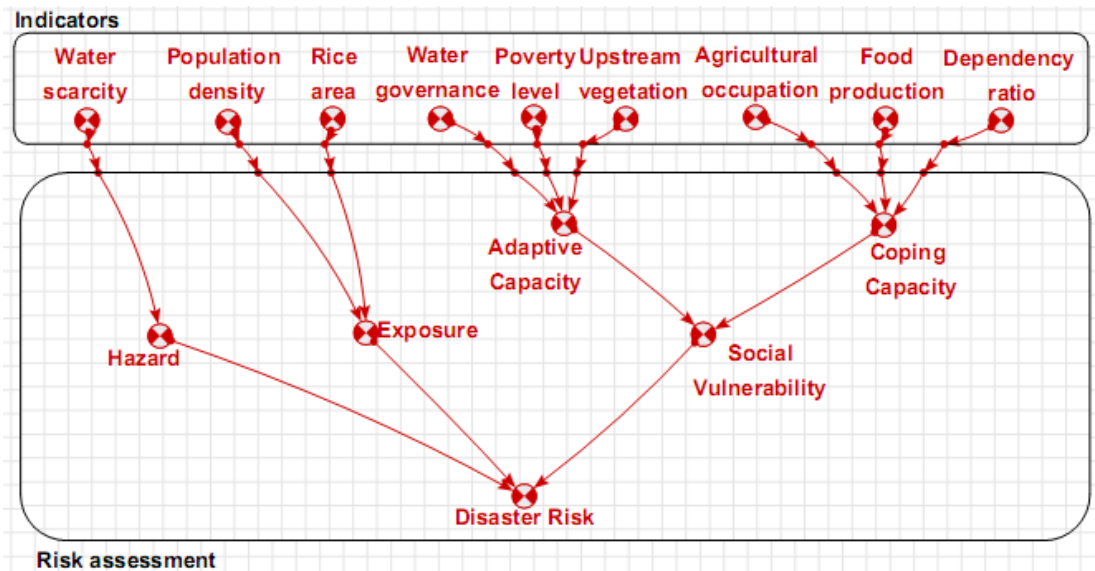 Indicators
Water Population Rice Water Poverty Upstream Agricultural Food Dependency
scarcity density area governance level vegetation occupation production ratio
Adaptive
Capacity
Coping
Capacity
Exposure
Hazard
Social
Vulnerability
Disaster Risk
Risk assessment